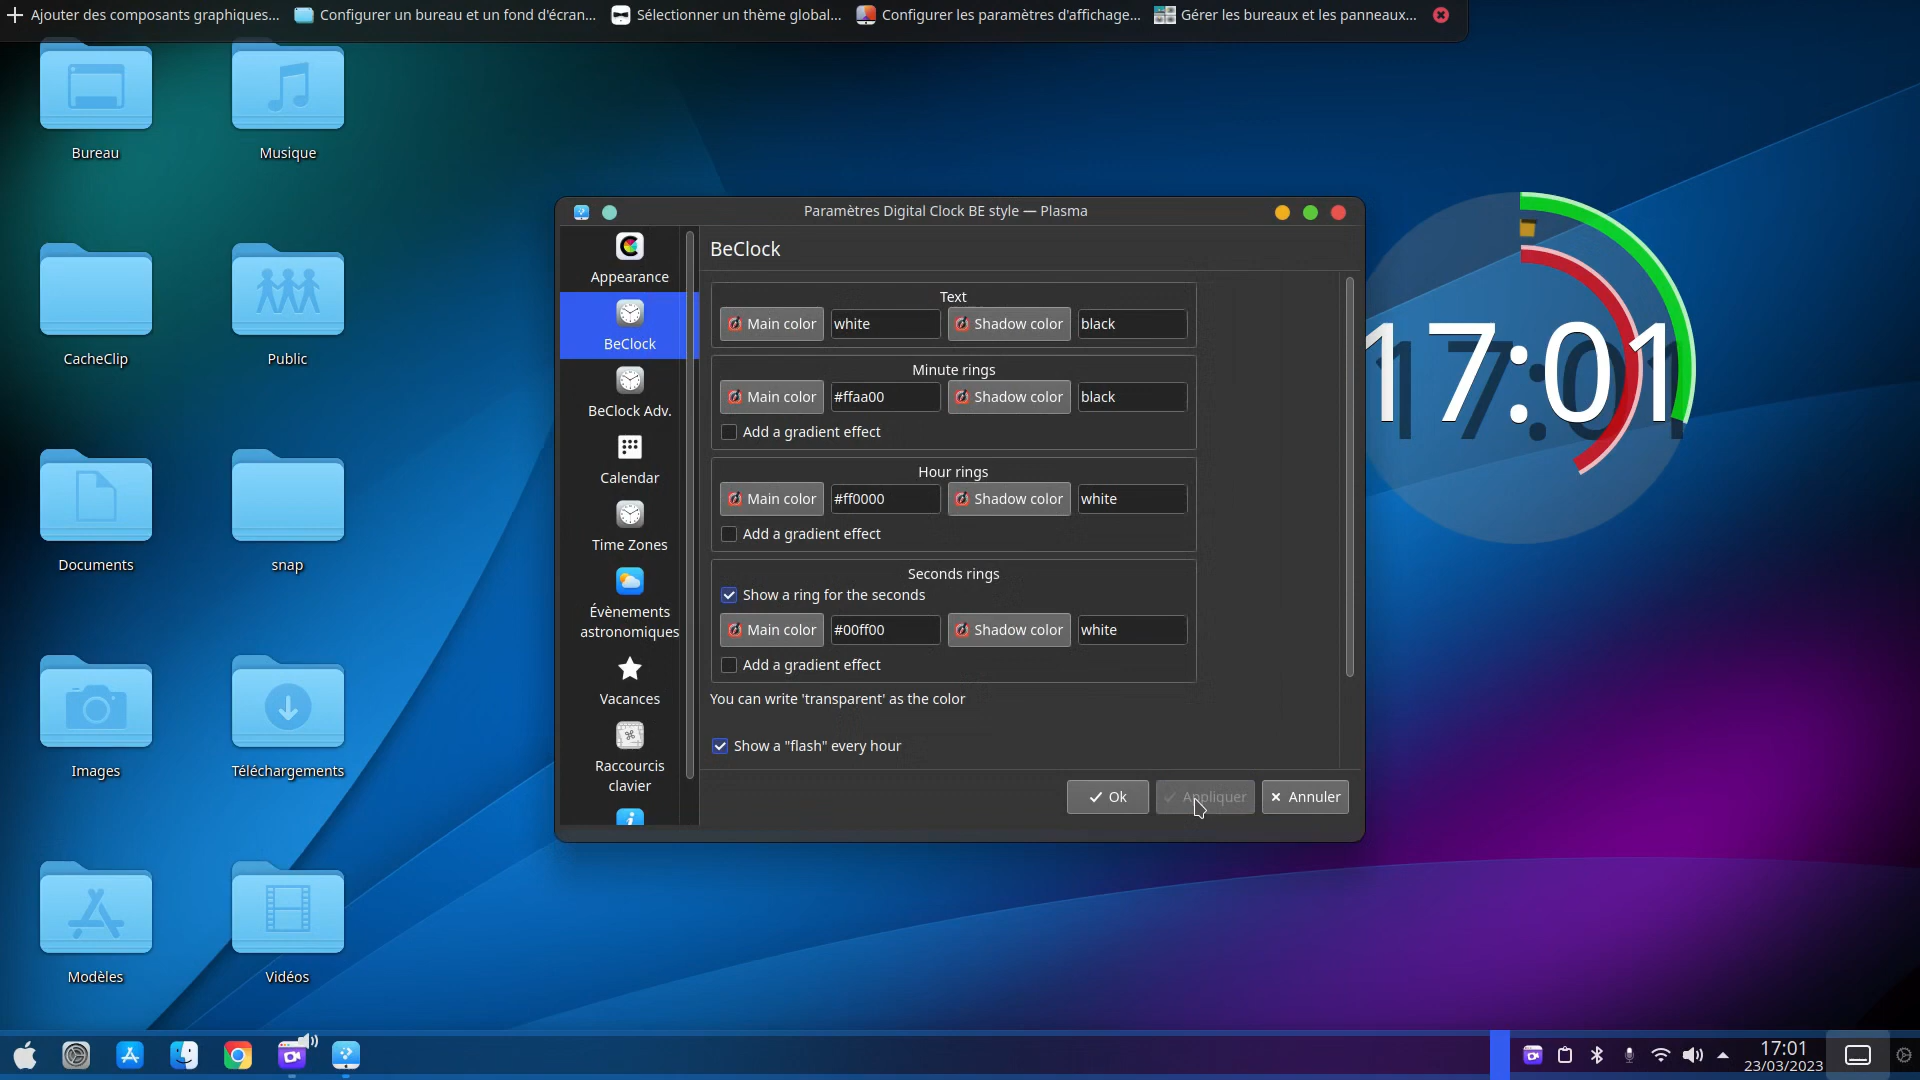 Ajouter des composants graphiques...
Configurer un bureau et un fond d'écran...
Sélectionner un thème global...
Configurer les paramètres d'affichage...
Gérer les bureaux et les panneaux...
Bureau
Musique
CacheClip
Public
Documents
snap
Images
Téléchargements
Modèles
Vidéos
Paramètres Digital Clock BE style — Plasma
Appearance
BeClock
BeClock Adv.
Calendar
Time Zones
Évènements
astronomiques
Vacances
Raccourcis
clavier
BeClock
Text
Main color white Shadow color black
Minute rings
Main color #ffaa00 Shadow color black
Add a gradient effect
Hour rings
Main color #ff0000 Shadow color white
Add a gradient effect
Seconds rings
Show a ring for the seconds
Main color #00ff00 Shadow color white
Add a gradient effect
You can write 'transparent' as the color
Show a "flash" every hour
Ok Appliquer Annuler
17:01
17:01
23/03/2023